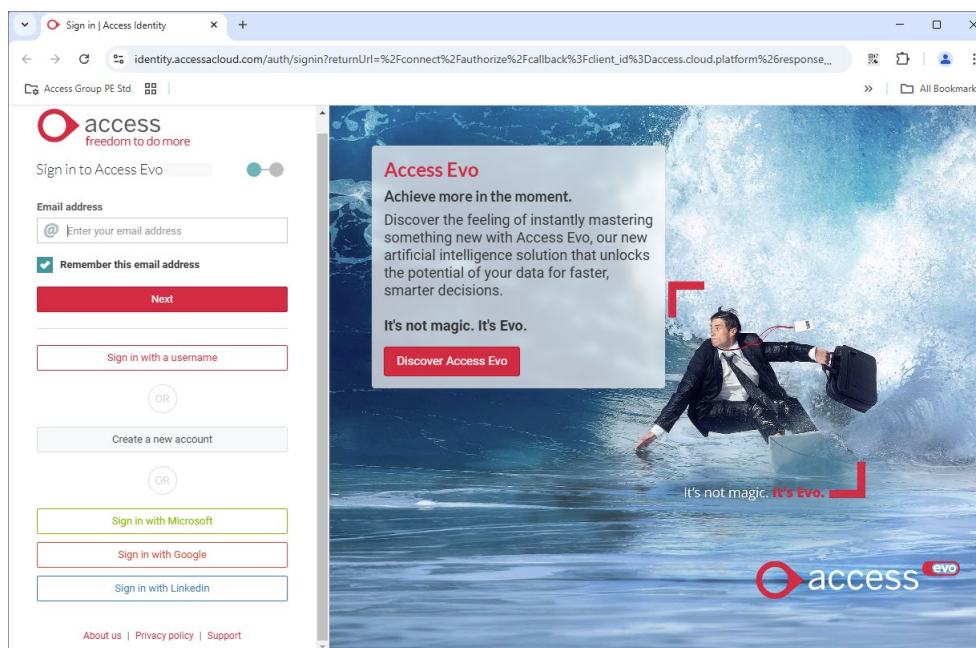 Sign in | Access Identity
identity.accessacloud.com/auth/signin?returnUrl=%2Fconnect%2Fauthorize%2Fcallback%3Fclient_id%3Daccess.cloud.platform%26response...
Access Group PE Std
All Bookmark
access
freedom to do more
Sign in to Access Evo
Email address
@ Enter your email address
Remember this email address
Next
Sign in with a username
OR
Create a new account
OR
Sign in with Microsoft
Sign in with Google
Sign in with LinkedIn
About us | Privacy policy | Support
Access Evo
Achieve more in the moment.
Discover the feeling of instantly mastering
something new with Access Evo, our new
artificial intelligence solution that unlocks
the potential of your data for faster,
smarter decisions.
It's not magic. It's Evo.
Discover Access Evo
It's not magic. It's Evo.
access evo